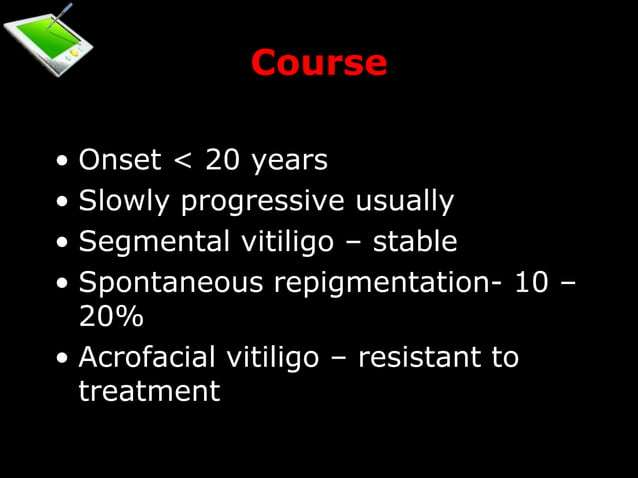 Course
• Onset < 20 years
• Slowly progressive usually
• Segmental vitiligo – stable
• Spontaneous repigmentation- 10 –
20%
• Acrofacial vitiligo – resistant to
treatment